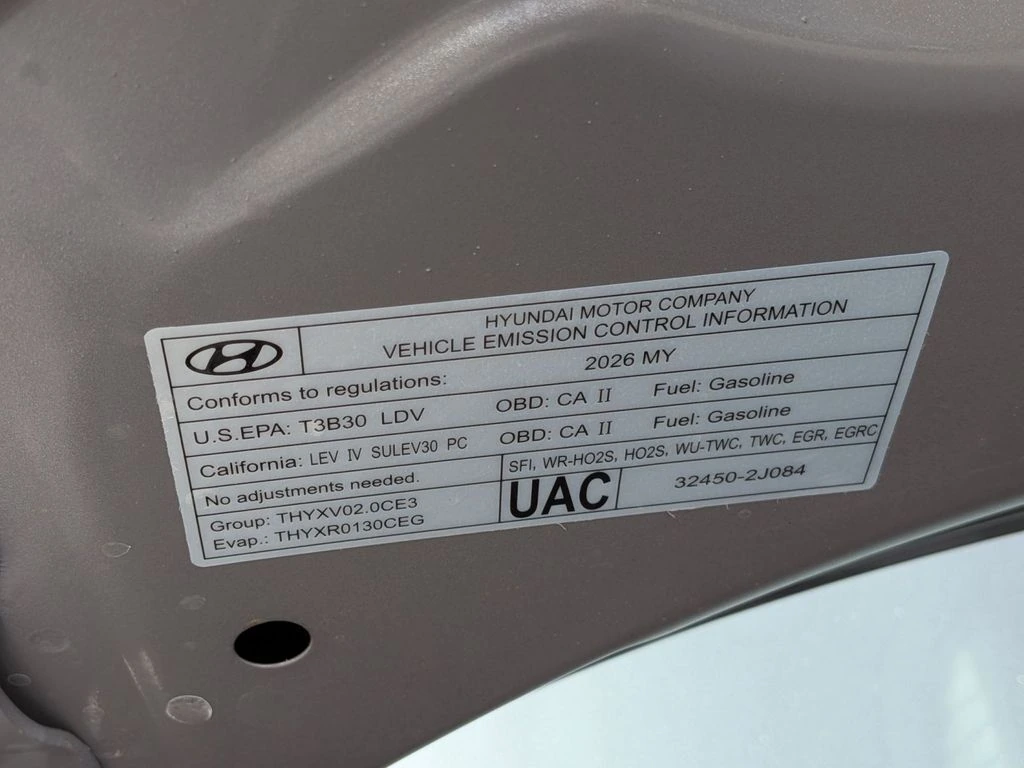 HYUNDAI MOTOR COMPANY
VEHICLE EMISSION CONTROL INFORMATION
Conforms to regulations: 2026 MY
U.S.EPA: T3B30 LDV OBD: CA II Fuel: Gasoline
California: LEV IV SULEV30 PC OBD: CA II Fuel: Gasoline
No adjustments needed. SFI, WR-HO2S, HO2S, WU-TWC, TWC, EGR, EGRC
Group: THYXV02.0CE3 UAC 32450-2J084
Evap.: THYXR0130CEG